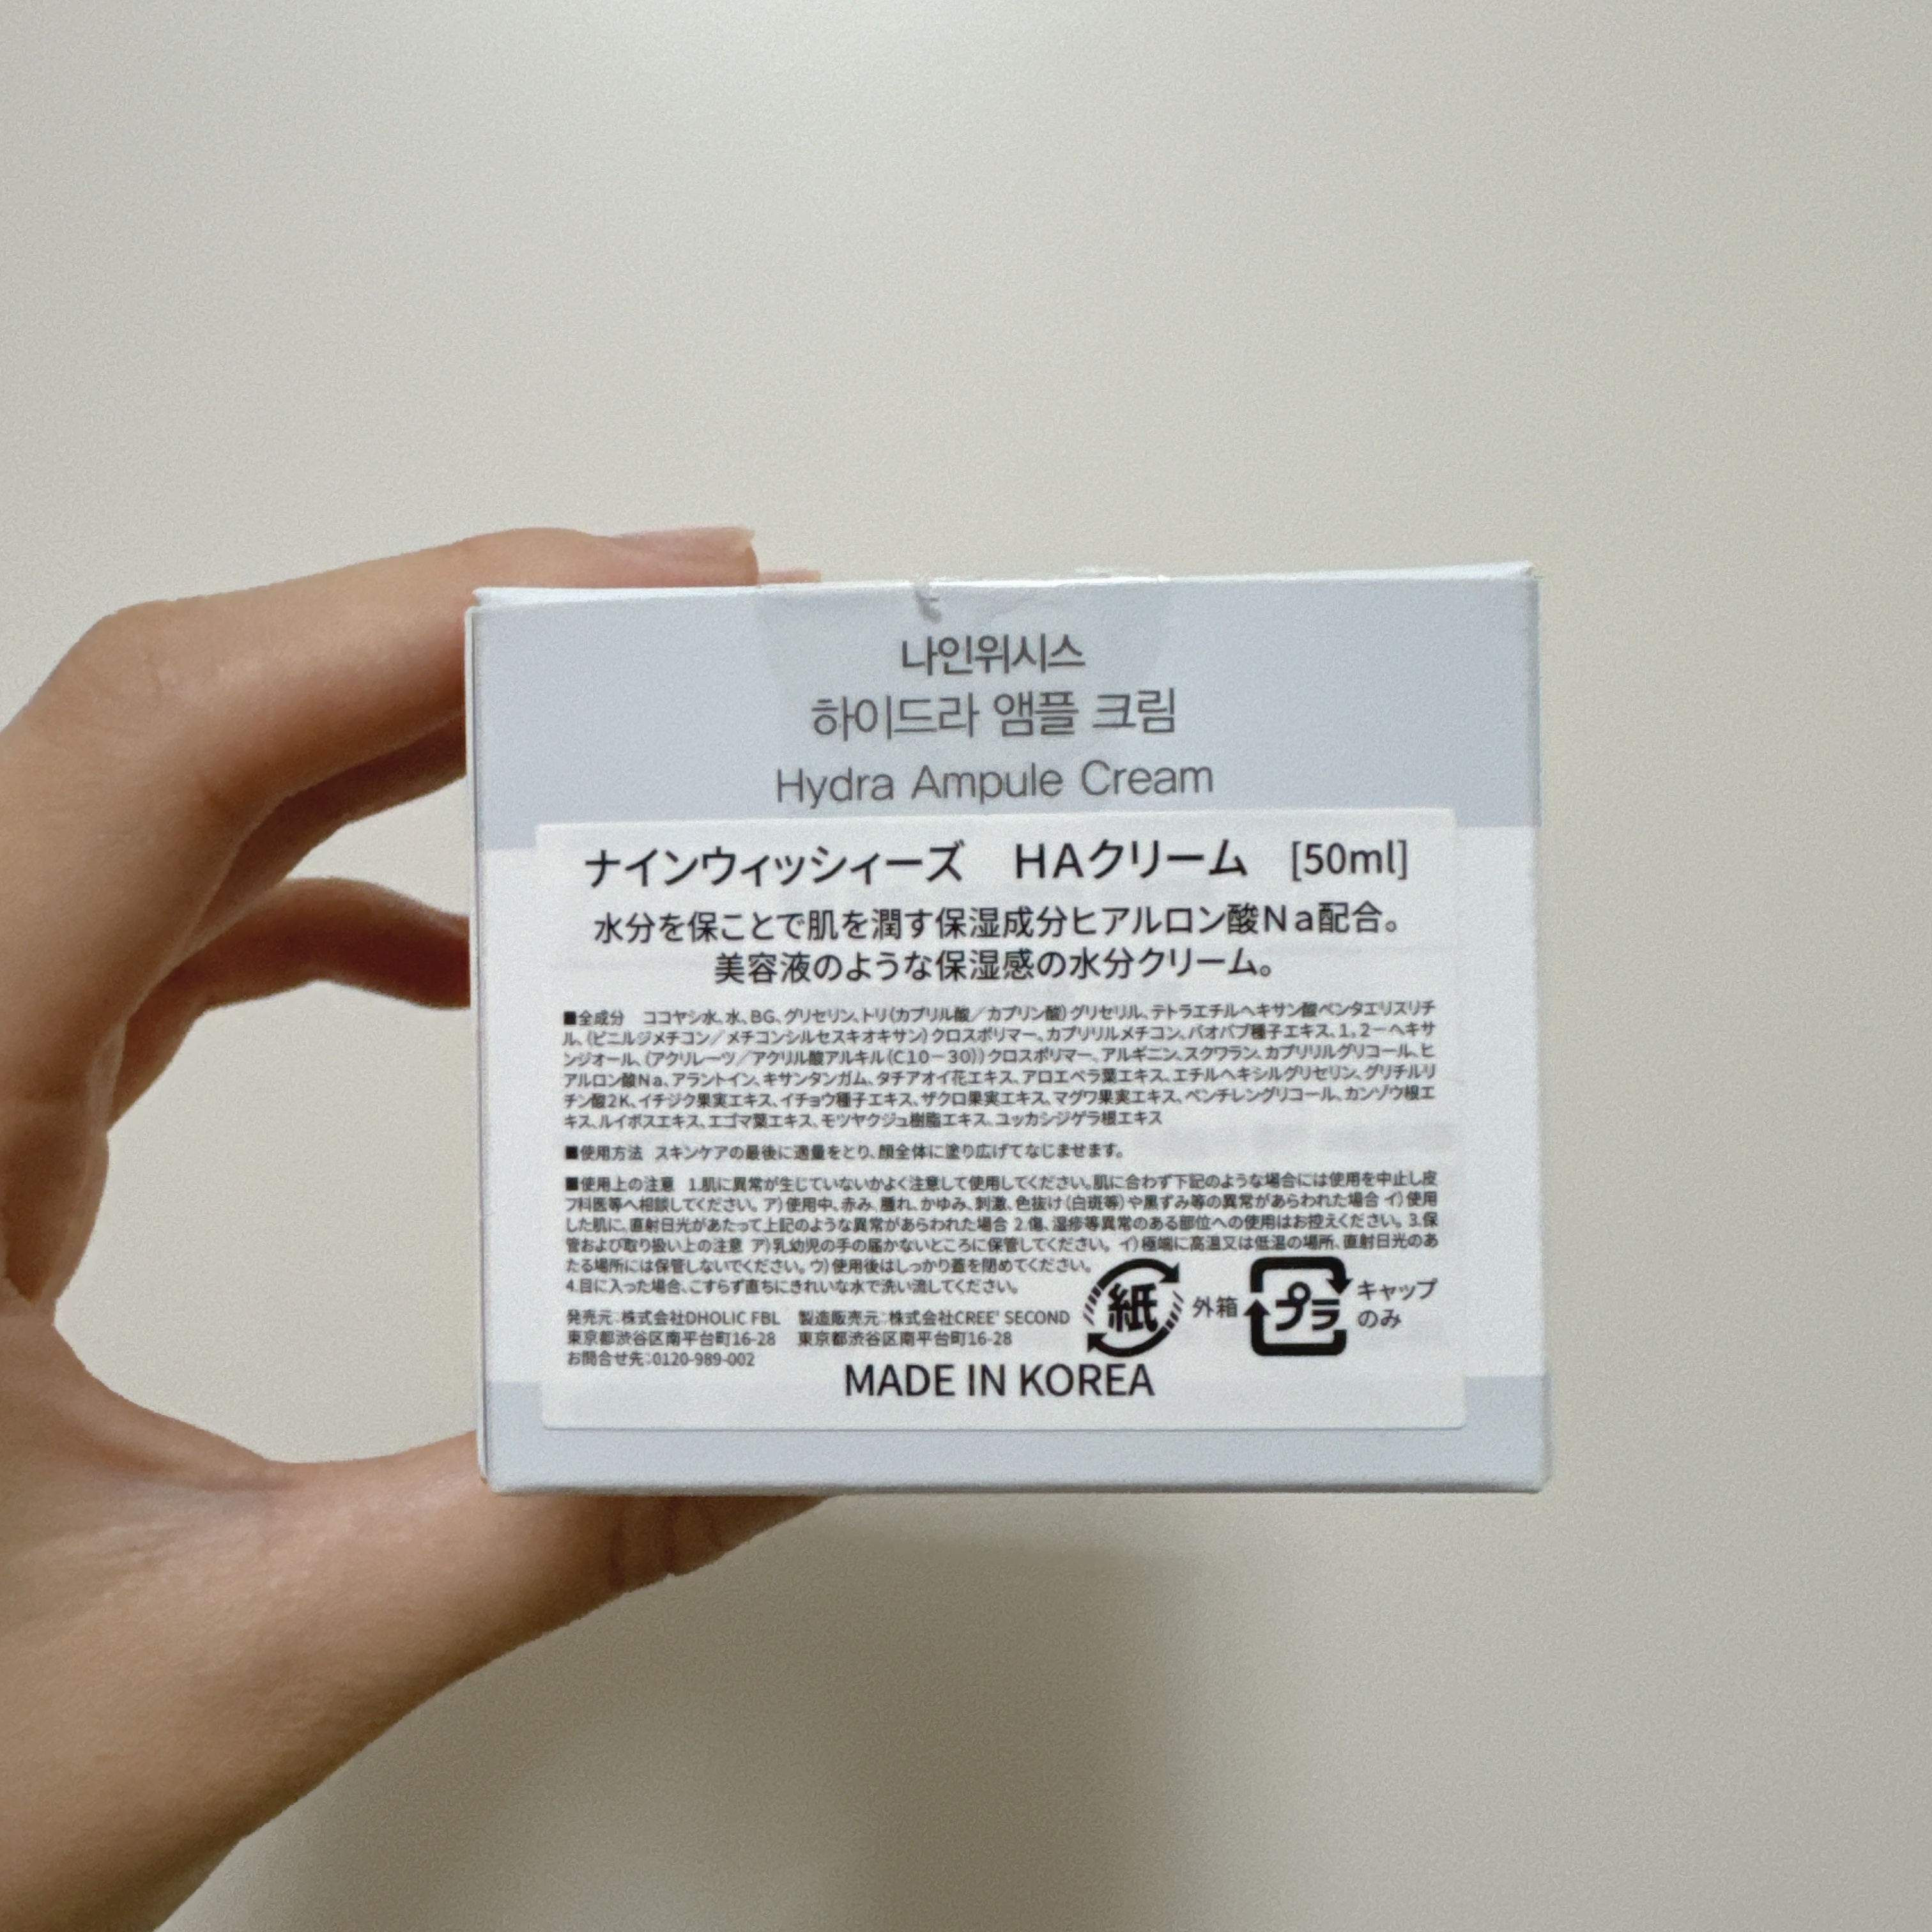 나인위시스
하이드라 앰플 크림
Hydra Ampule Cream
ナインウィッシィーズ　HAクリーム　[50ml]
水分を保ことで肌を潤す保湿成分ヒアルロン酸Na配合。
美容液のような保湿感の水分クリーム。
■全成分　ココヤシ水、水、BG、グリセリン、トリ(カプリル酸／カプリン酸)グリセリル、テトラエチルヘキサン酸ペンタエリスリチ
ル、(ビニルジメチコン／メチコンシルセスキオキサン)クロスポリマー、カプリリルメチコン、バオバブ種子エキス、1,2－ヘキサ
ンジオール、(アクリレーツ／アクリル酸アルキル(C10－30))クロスポリマー、アルギニン、スクワラン、カプリリルグリコール、ヒ
アルロン酸Na、アラントイン、キサンタンガム、タチアオイ花エキス、アロエベラ葉エキス、エチルヘキシルグリセリン、グリチルリ
チン酸2K、イチジク果実エキス、イチョウ種子エキス、ザクロ果実エキス、マグワ果実エキス、ペンチレングリコール、カンゾウ根エ
キス、ルイボスエキス、エゴマ葉エキス、モツヤクジュ樹脂エキス、ユッカシジゲラ根エキス
■使用方法　スキンケアの最後に適量をとり、顔全体に塗り広げてなじませます。
■使用上の注意　1.肌に異常が生じていないかよく注意して使用してください。肌に合わず下記のような場合には使用を中止し皮
フ科医等へ相談してください。ア)使用中、赤み、腫れ、かゆみ、刺激、色抜け(白斑等)や黒ずみ等の異常があらわれた場合 イ)使用
した肌に、直射日光があたって上記のような異常があらわれた場合 2.傷、湿疹等異常のある部位への使用はお控えください。3.保
管および取り扱い上の注意 ア)乳幼児の手の届かないところに保管してください。イ)極端に高温又は低温の場所、直射日光のあ
たる場所には保管しないでください。ウ)使用後はしっかり蓋を閉めてください。
4.目に入った場合、こすらず直ちにきれいな水で洗い流してください。
紙 外箱 プラ キャップ
のみ
発売元:株式会社DHOLIC FBL　製造販売元:株式会社CREE' SECOND
東京都渋谷区南平台町16-28　東京都渋谷区南平台町16-28
お問合せ先:0120-989-002
MADE IN KOREA